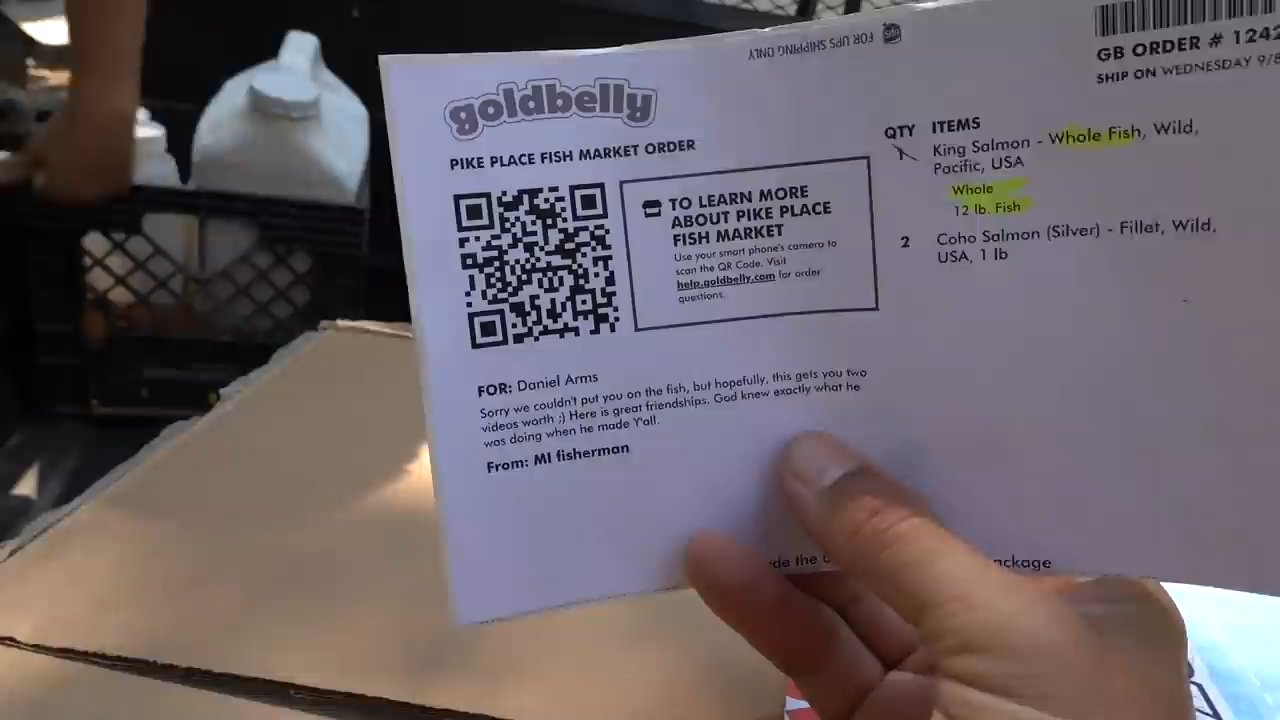 FOR UPS SHIPPING ONLY
goldbelly
PIKE PLACE FISH MARKET ORDER
TO LEARN MORE
ABOUT PIKE PLACE
FISH MARKET
Use your smart phone's camera to
scan the QR Code. Visit
help.goldbelly.com for order
questions.
FOR: Daniel Arms
Sorry we couldn't put you on the fish, but hopefully, this gets you two
videos worth ;) Here is great friendships. God knew exactly what he
was doing when he made Y'all.
From: MI fisherman
GB ORDER # 1242
SHIP ON WEDNESDAY 9/8
QTY ITEMS
1 King Salmon - Whole Fish, Wild,
Pacific, USA
Whole
12 lb. Fish
2 Coho Salmon (Silver) - Fillet, Wild,
USA, 1 lb
de the
ackage